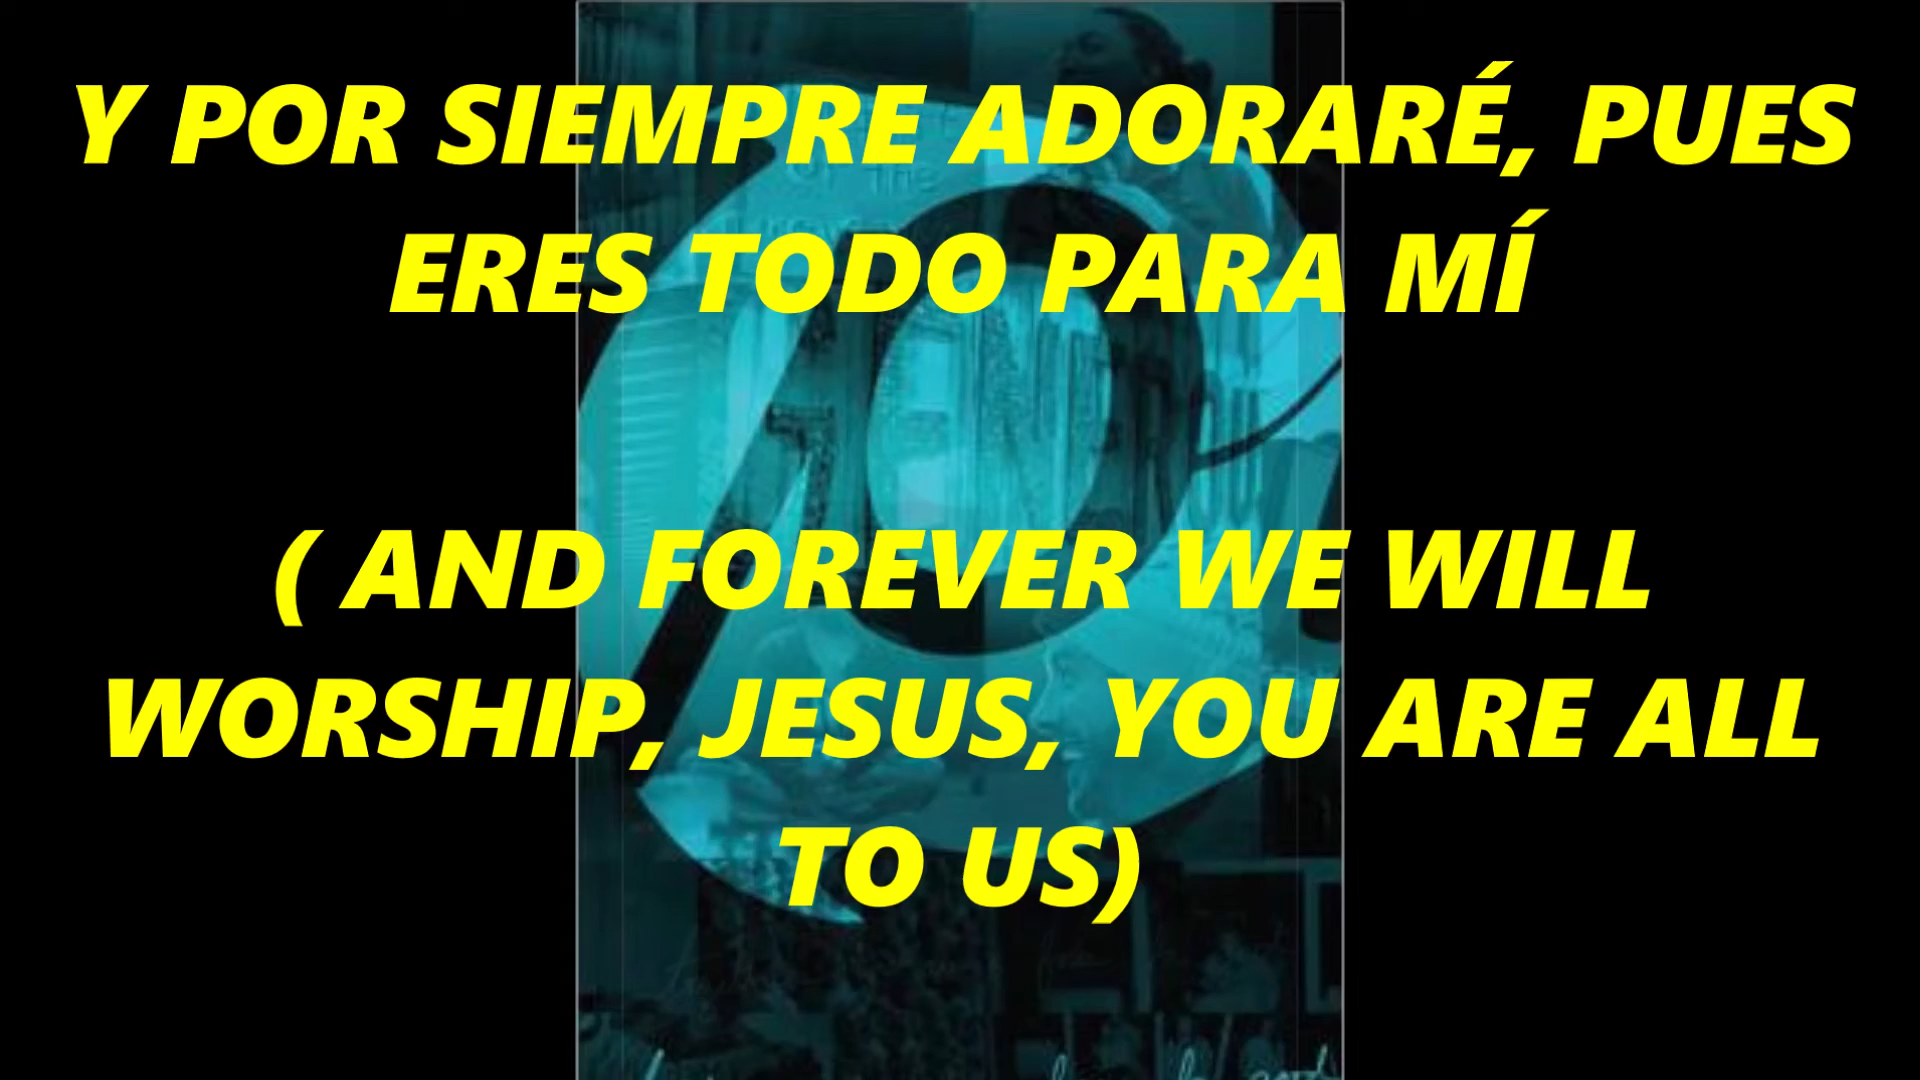 Y POR SIEMPRE ADORARÉ, PUES
ERES TODO PARA MÍ
( AND FOREVER WE WILL
WORSHIP, JESUS, YOU ARE ALL
TO US)